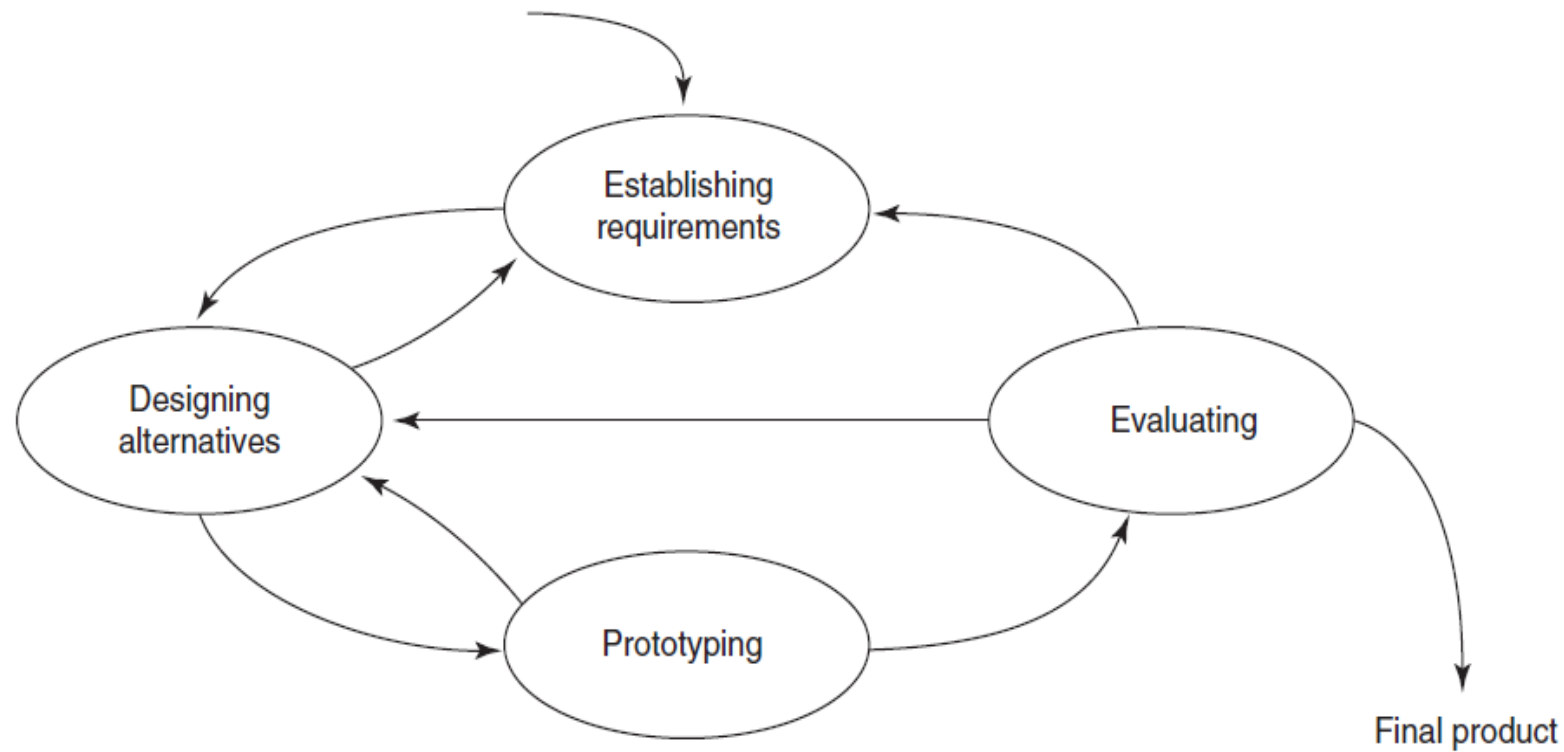 Establishing
requirements
Designing
alternatives
Evaluating
Prototyping
Final product